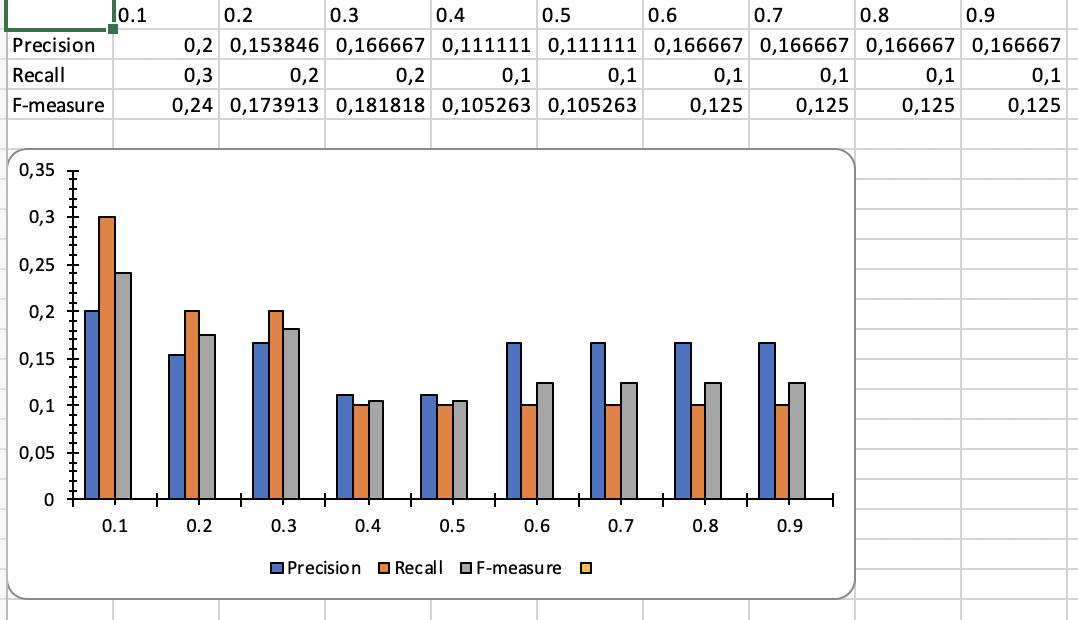 0.1 0.2 0.3 0.4 0.5 0.6 0.7 0.8 0.9
Precision 0,2 0,153846 0,166667 0,111111 0,111111 0,166667 0,166667 0,166667 0,166667
Recall 0,3 0,2 0,2 0,1 0,1 0,1 0,1 0,1 0,1
F-measure 0,24 0,173913 0,181818 0,105263 0,105263 0,125 0,125 0,125 0,125
0,35
0,3
0,25
0,2
0,15
0,1
0,05
0
0.1 0.2 0.3 0.4 0.5 0.6 0.7 0.8 0.9
Precision Recall F-measure